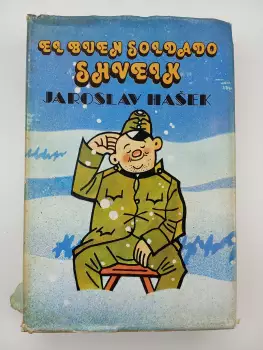 EL BUEN SOLDADO
SHVEIK
JAROSLAV HAŠEK